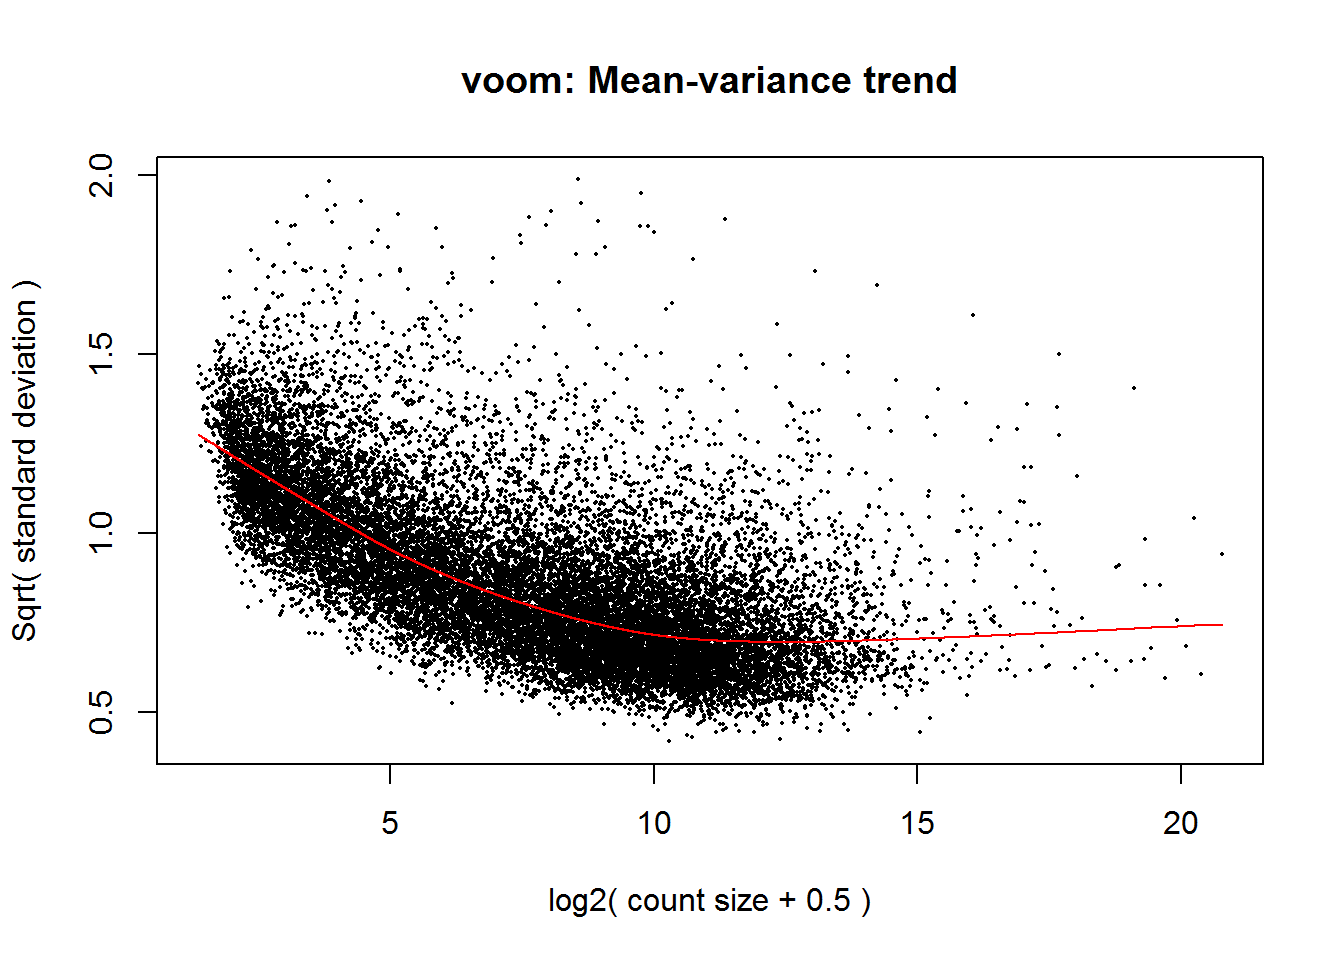 voom: Mean-variance trend
Sqrt( standard deviation )
2.0
1.5
1.0
0.5
5 10 15 20
log2( count size + 0.5 )